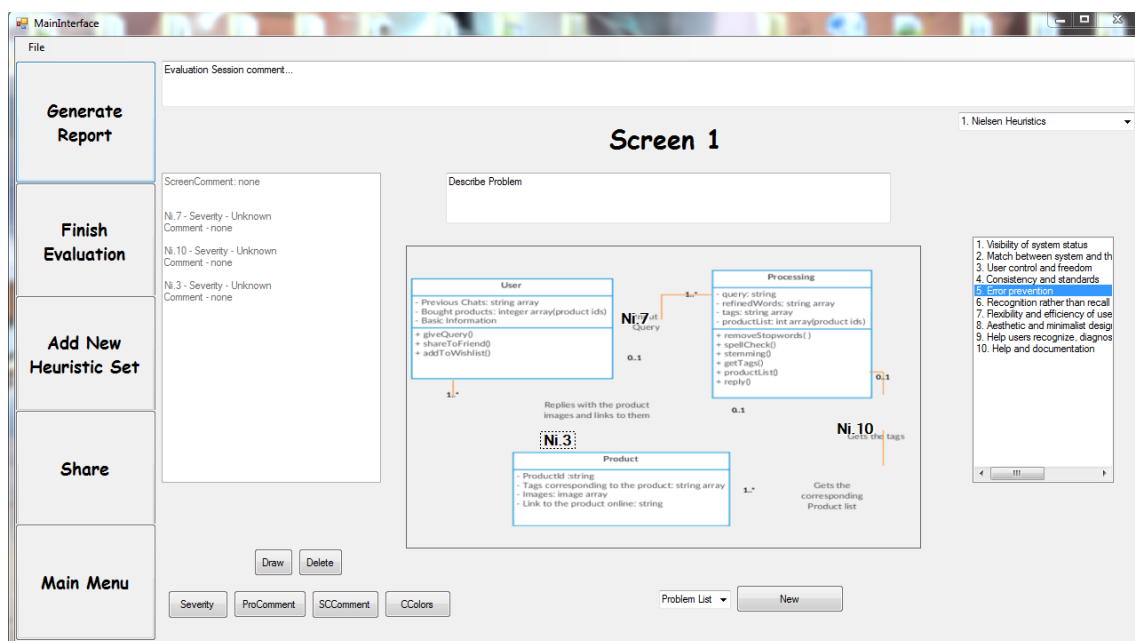 MainInterface
File
Generate
Report
Finish
Evaluation
Add New
Heuristic Set
Share
Main Menu
Evaluation Session comment...
Screen 1
1. Nielsen Heuristics
ScreenComment: none
Ni.7 - Severity - Unknown
Comment - none
Ni.10 - Severity - Unknown
Comment - none
Ni.3 - Severity - Unknown
Comment - none
Describe Problem
User
- Previous Chats: string array
- Bought products: integer array(product ids)
- Basic Information
+ giveQuery()
+ shareToFriend()
+ addToWishlist()
1..*
Ni.7
Query
0..1
1..*
Processing
- query: string
- refinedWords: string array
- tags: string array
- productList: int array(product ids)
+ removeStopwords( )
+ spellCheck()
+ stemming()
+ getTags()
+ productList()
+ reply()
0..1
0..1
Replies with the product
images and links to them
Ni.3
Ni.10
Gets the tags
Product
- ProductId :string
- Tags corresponding to the product: string array
- Images: image array
- Link to the product online: string
1..*
Gets the
corresponding
Product list
1. Visibility of system status
2. Match between system and th
3. User control and freedom
4. Consistency and standards
5. Error prevention
6. Recognition rather than recall
7. Flexibility and efficiency of use
8. Aesthetic and minimalist desig
9. Help users recognize, diagnos
10. Help and documentation
Draw
Delete
Severity
ProComment
SCComment
CColors
Problem List
New